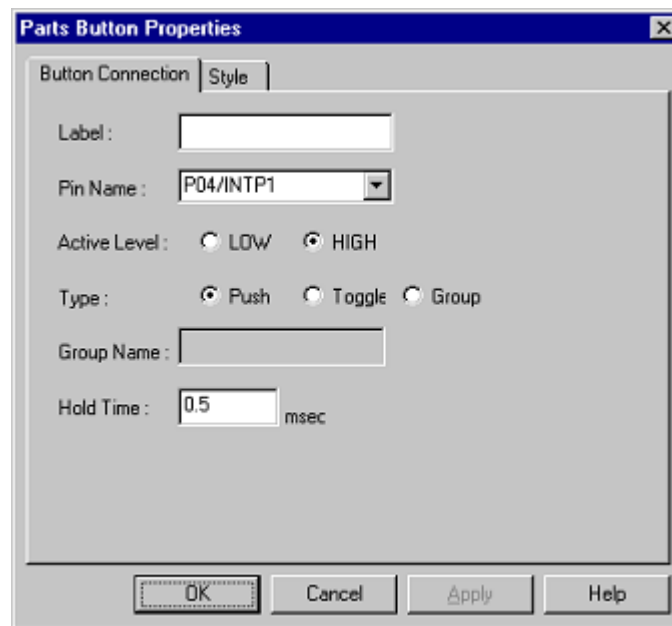 Parts Button Properties
Button Connection Style
Label :
Pin Name : P04/INTP1
Active Level : LOW HIGH
Type : Push Toggle Group
Group Name :
Hold Time : 0.5 msec
OK Cancel Apply Help